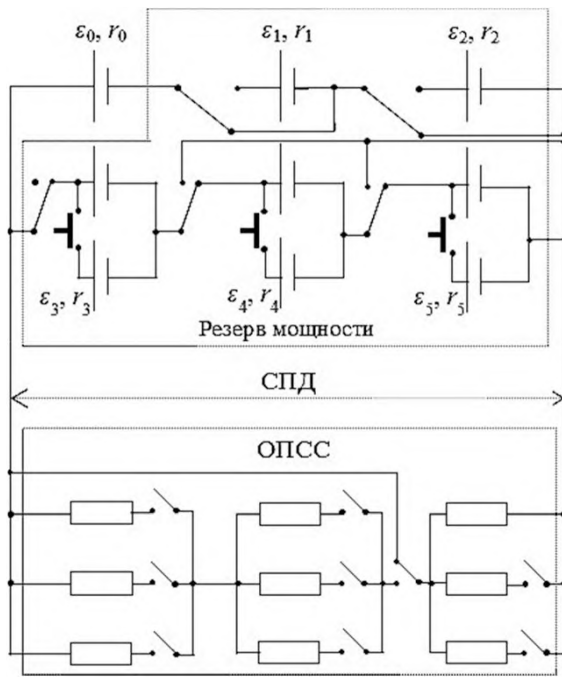 ε0, r0 ε1, r1 ε2, r2
ε3, r3 ε4, r4 ε5, r5
Резерв мощности
СПД
ОПСС